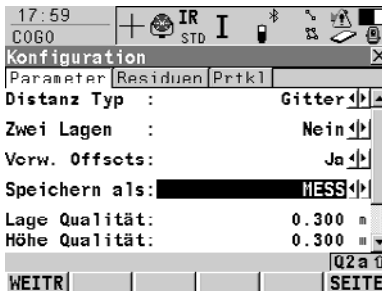 17:59
COGO
IR
STD
I
Konfiguration X
Parameter Residuen Prtkl
Distanz Typ : Gitter
Zwei Lagen : Nein
Verw. Offsets: Ja
Speichern als: MESS
Lage Qualität: 0.300 m
Höhe Qualität: 0.300 m
Q2a
WEITR SEITE